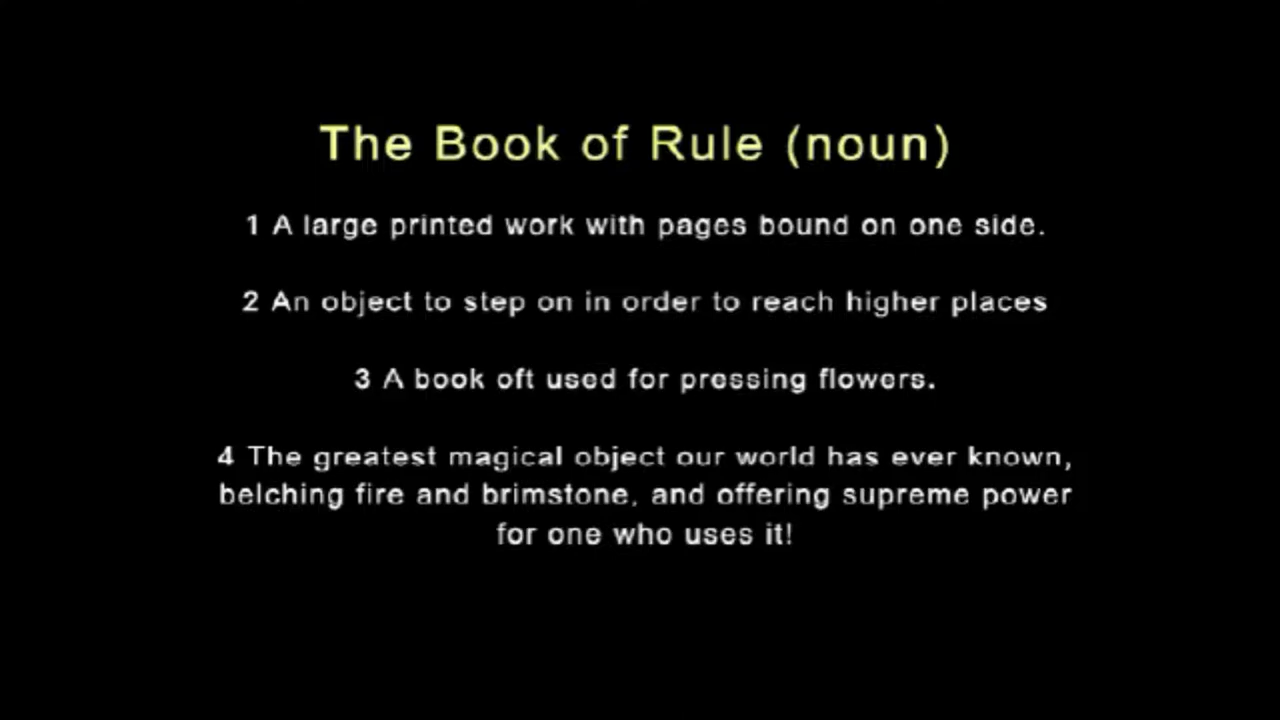 The Book of Rule (noun)
1 A large printed work with pages bound on one side.
2 An object to step on in order to reach higher places
3 A book oft used for pressing flowers.
4 The greatest magical object our world has ever known,
belching fire and brimstone, and offering supreme power
for one who uses it!